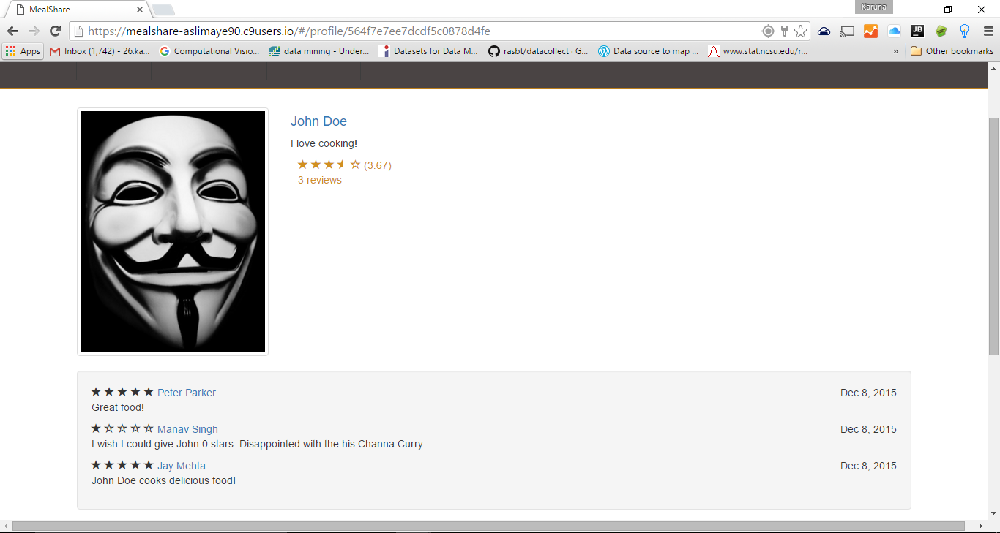 MealShare
Karuna
https://mealshare-aslimaye90.c9users.io/#/profile/564f7e7ee7dcdf5c0878d4fe
Apps Inbox (1,742) - 26.ka... Computational Visio... data mining - Under... Datasets for Data M... rasbt/datacollect · G... Data source to map ... www.stat.ncsu.edu/r... » Other bookmarks
John Doe
I love cooking!
★ ★ ★ ⯨ ☆ (3.67)
3 reviews
★ ★ ★ ★ ★ Peter Parker Dec 8, 2015
Great food!
★ ☆ ☆ ☆ ☆ Manav Singh Dec 8, 2015
I wish I could give John 0 stars. Disappointed with the his Channa Curry.
★ ★ ★ ★ ★ Jay Mehta Dec 8, 2015
John Doe cooks delicious food!